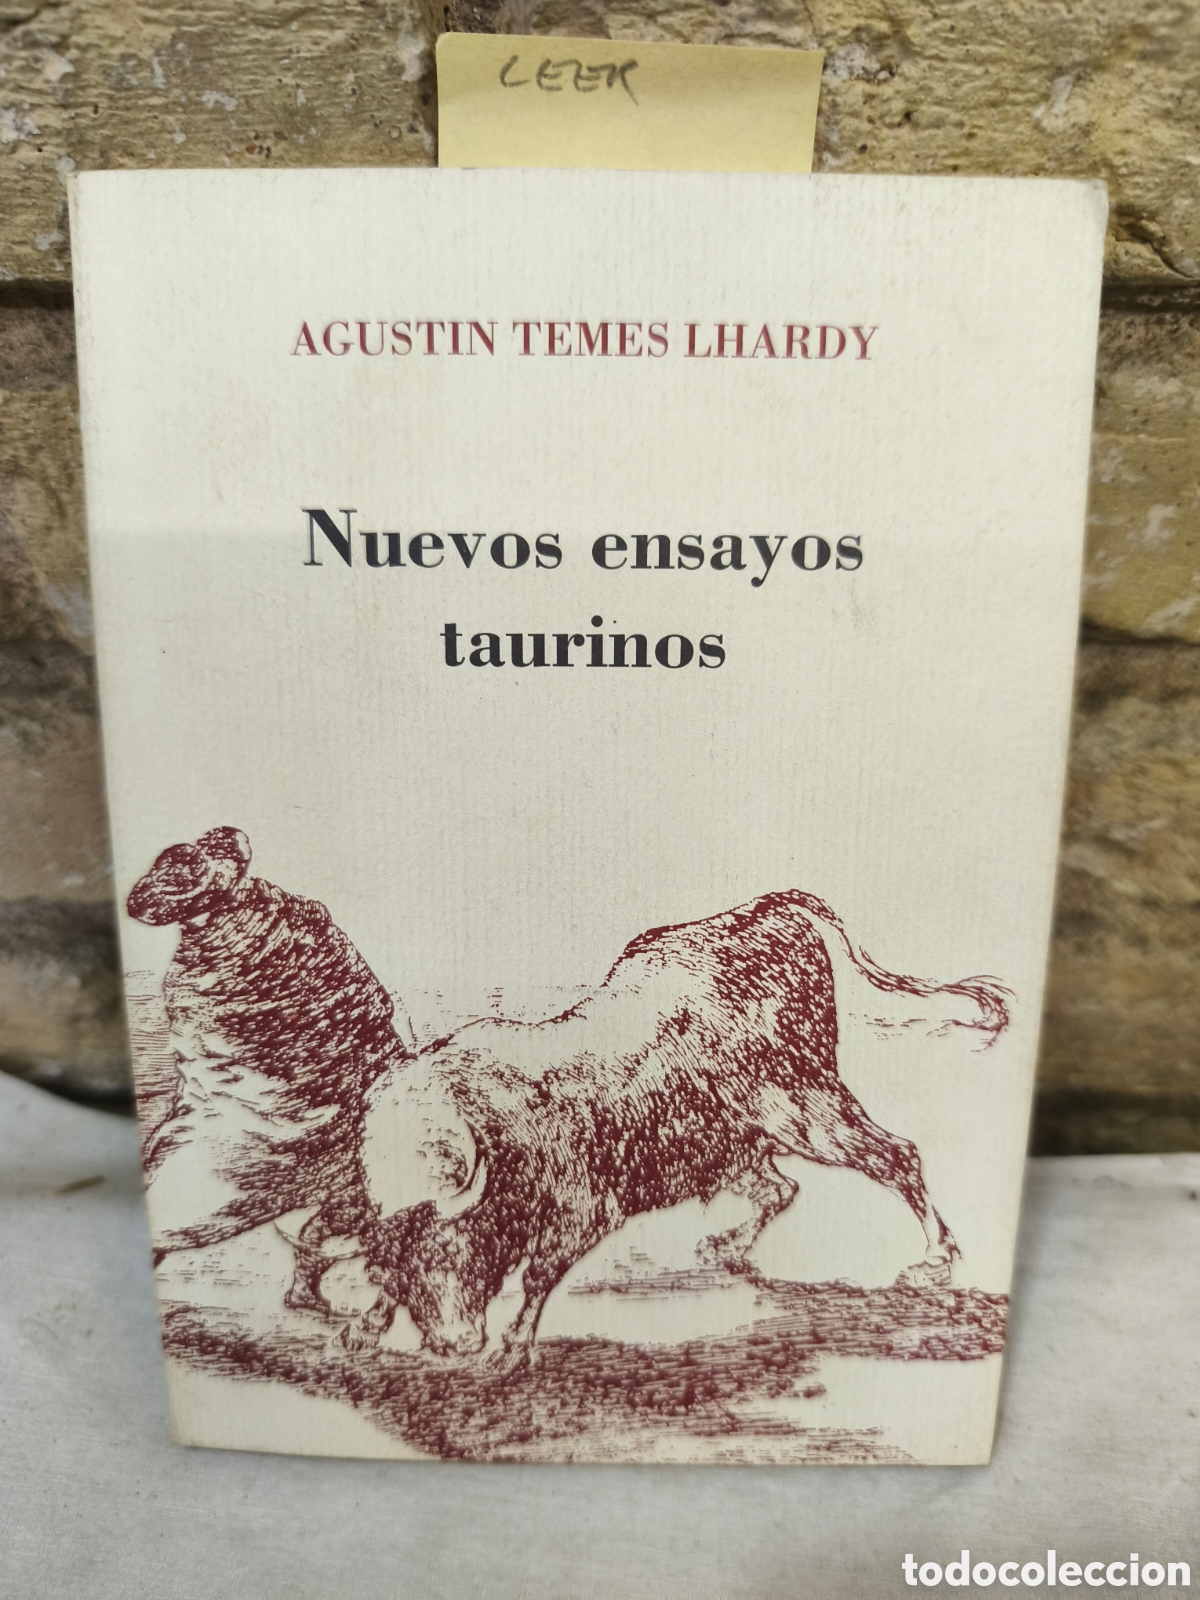 LEER
AGUSTIN TEMES LHARDY
Nuevos ensayos
taurinos
todocoleccion